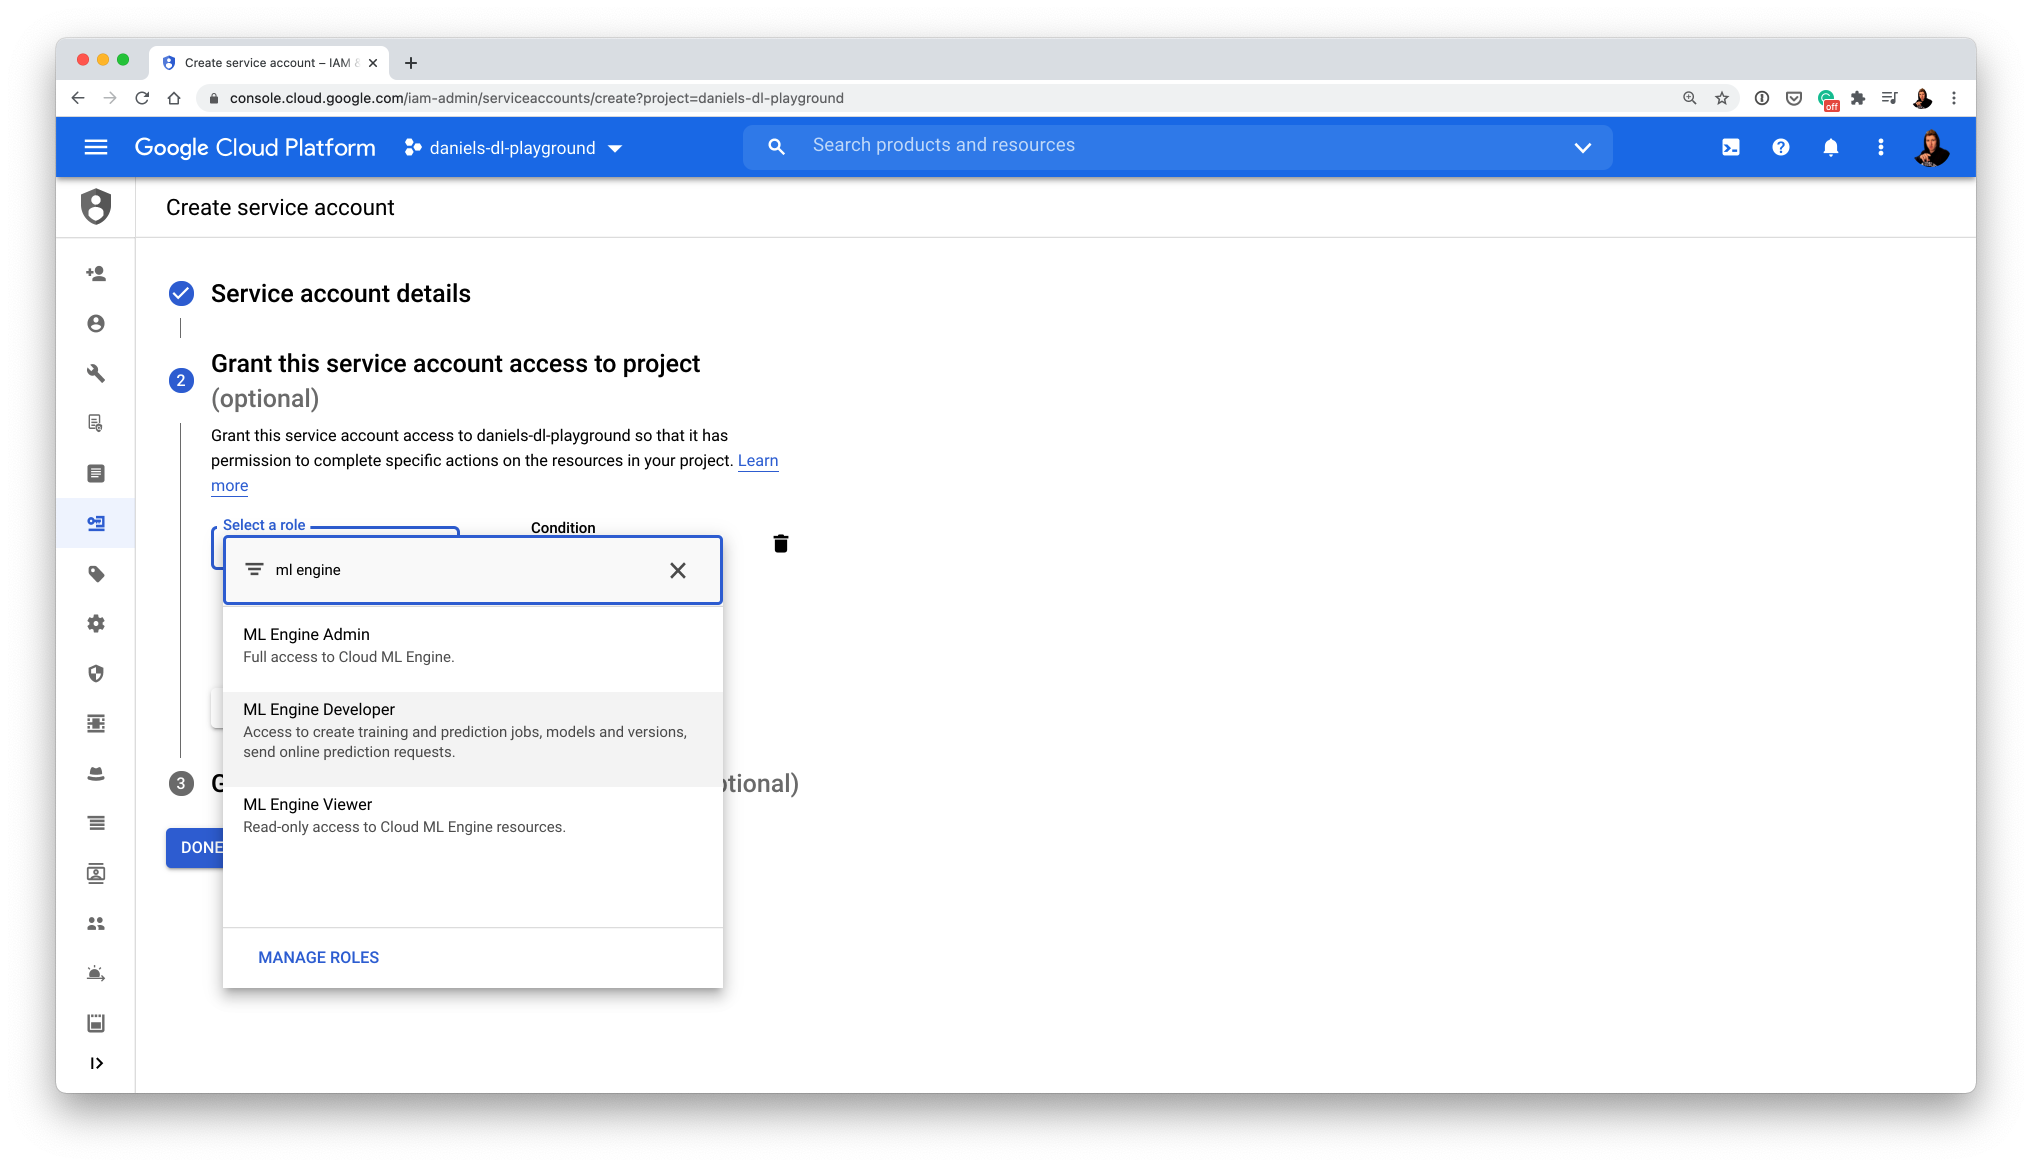 Create service account – IAM &
console.cloud.google.com/iam-admin/serviceaccounts/create?project=daniels-dl-playground
off
Google Cloud Platform
daniels-dl-playground
Search products and resources
Create service account
Service account details
2
Grant this service account access to project
(optional)
Grant this service account access to daniels-dl-playground so that it has
permission to complete specific actions on the resources in your project. Learn
more
Select a role
Condition
ml engine
ML Engine Admin
Full access to Cloud ML Engine.
ML Engine Developer
Access to create training and prediction jobs, models and versions,
send online prediction requests.
3
G
ptional)
ML Engine Viewer
Read-only access to Cloud ML Engine resources.
DONE
MANAGE ROLES